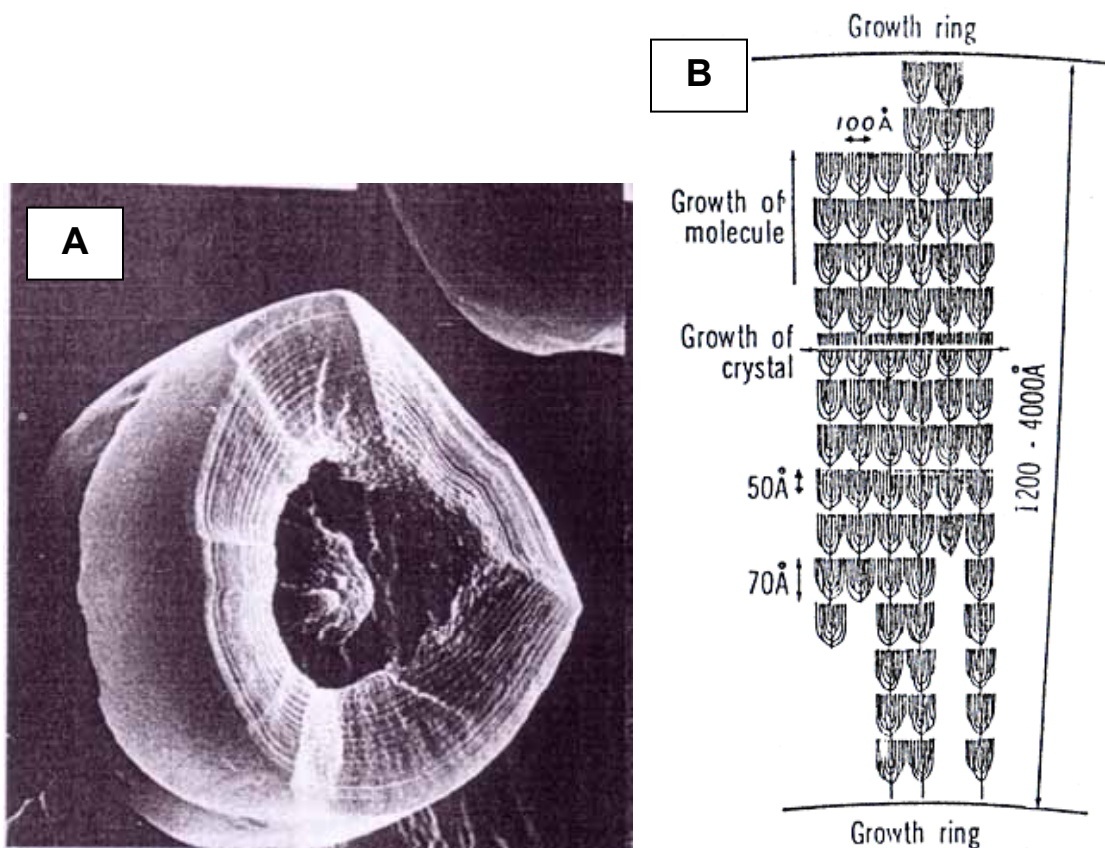 A
B
Growth ring
100Å
Growth of
molecule
Growth of
crystal
50Å
70Å
1200 - 4000Å
Growth ring